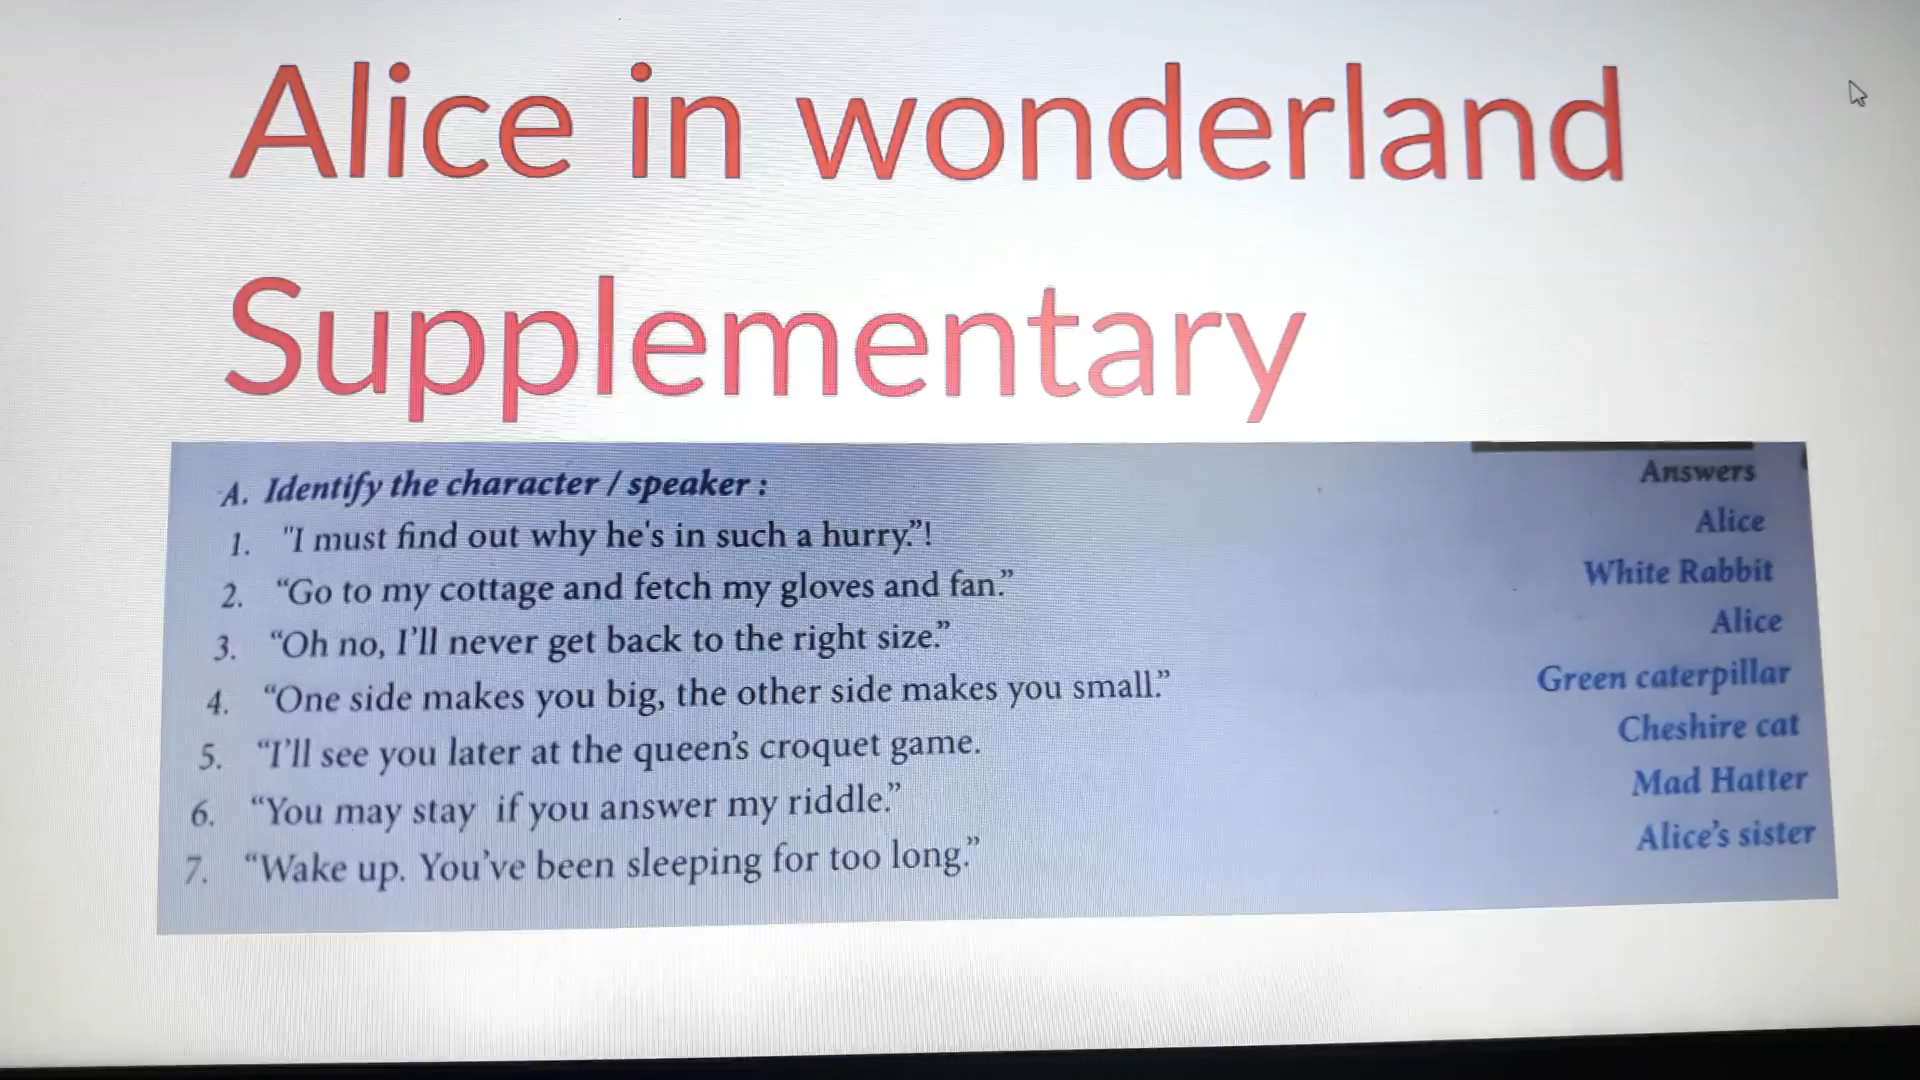 Alice in wonderland
Supplementary
A. Identify the character / speaker :
Answers
1. "I must find out why he's in such a hurry.”!
Alice
2. “Go to my cottage and fetch my gloves and fan.”
White Rabbit
3. “Oh no, I’ll never get back to the right size.”
Alice
4. “One side makes you big, the other side makes you small.”
Green caterpillar
5. “I’ll see you later at the queen’s croquet game.
Cheshire cat
6. “You may stay if you answer my riddle.”
Mad Hatter
7. “Wake up. You’ve been sleeping for too long.”
Alice’s sister